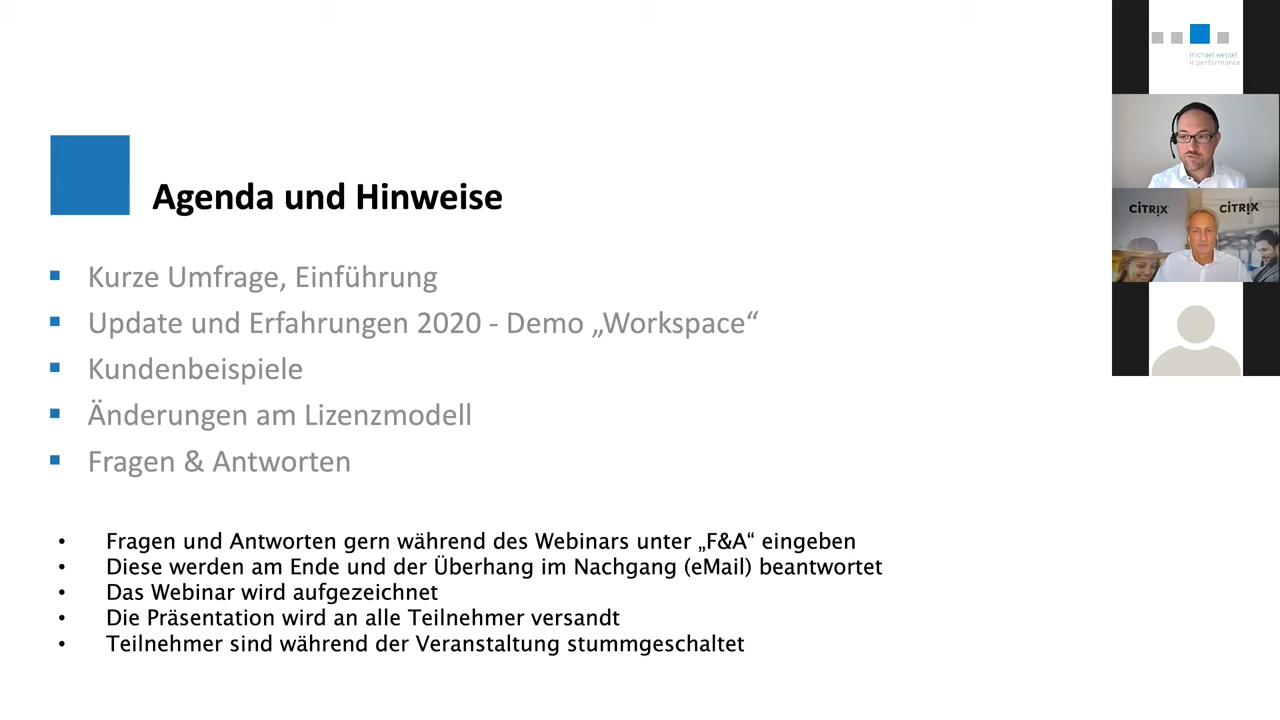 michael wessel
it performance
CiTRIX
CiTRIX
Agenda und Hinweise
Kurze Umfrage, Einführung
Update und Erfahrungen 2020 - Demo „Workspace“
Kundenbeispiele
Änderungen am Lizenzmodell
Fragen & Antworten
• Fragen und Antworten gern während des Webinars unter „F&A“ eingeben
• Diese werden am Ende und der Überhang im Nachgang (eMail) beantwortet
• Das Webinar wird aufgezeichnet
• Die Präsentation wird an alle Teilnehmer versandt
• Teilnehmer sind während der Veranstaltung stummgeschaltet